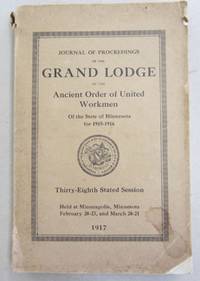 JOURNAL OF PROCEEDINGS
OF THE
GRAND LODGE
OF THE
Ancient Order of United
Workmen
Of the State of Minnesota
for 1915-1916
Thirty-Eighth Stated Session
Held at Minneapolis, Minnesota
February 20-21, and March 20-21
1917